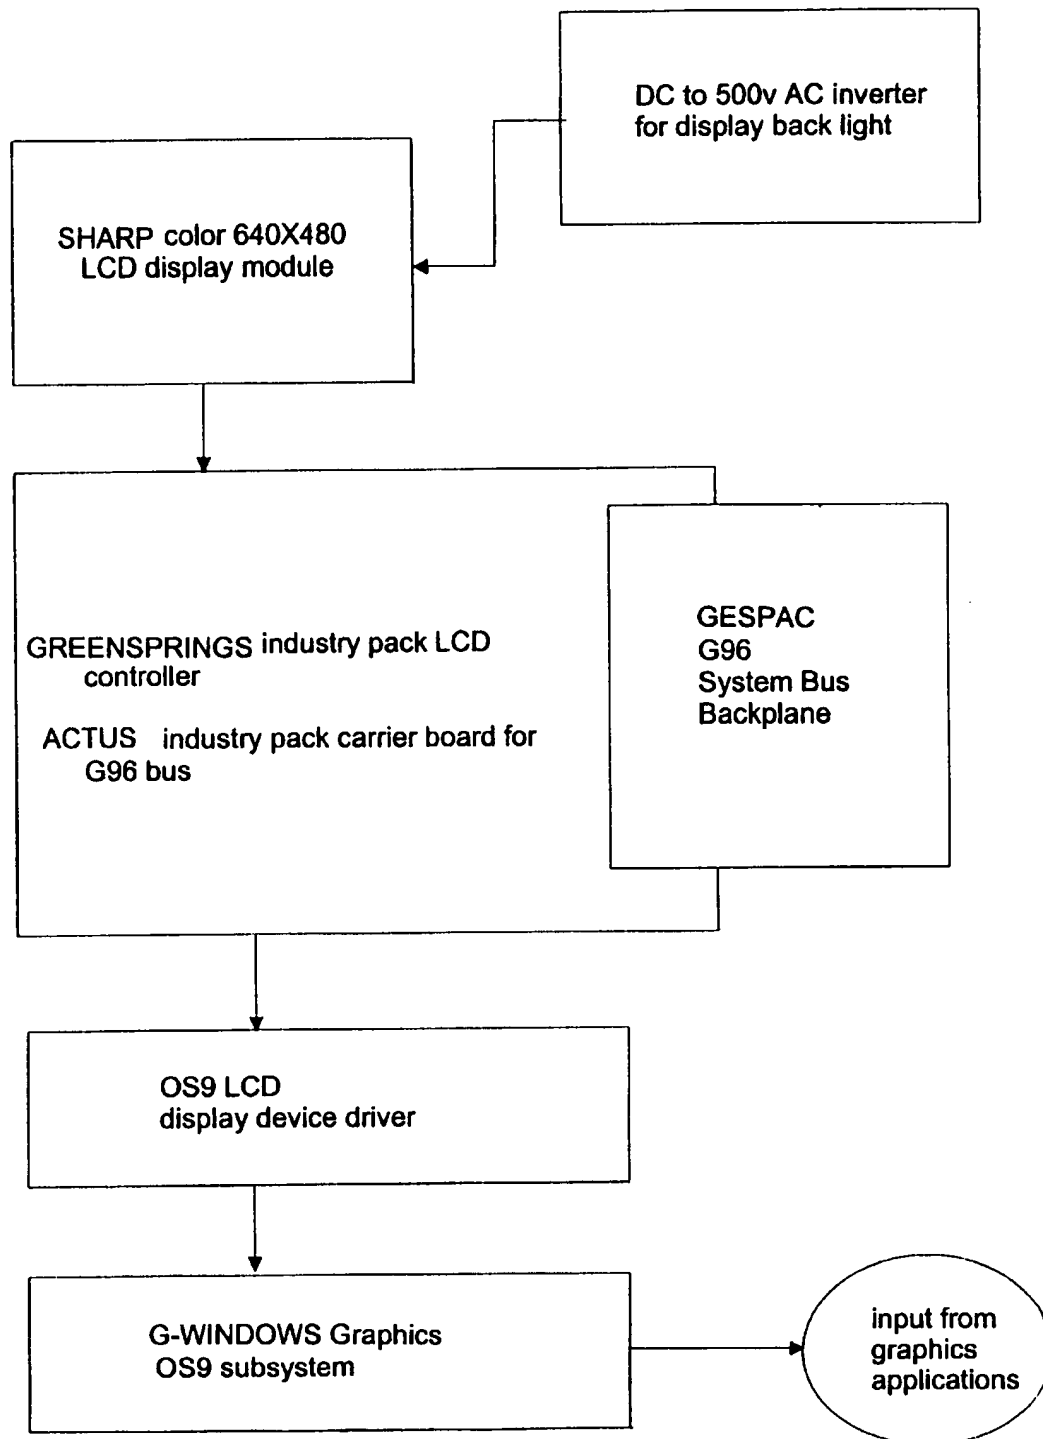 DC to 500v AC inverter
for display back light
SHARP color 640X480
LCD display module
GREENSPRINGS industry pack LCD
controller
ACTUS industry pack carrier board for
G96 bus
GESPAC
G96
System Bus
Backplane
OS9 LCD
display device driver
G-WINDOWS Graphics
OS9 subsystem
input from
graphics
applications